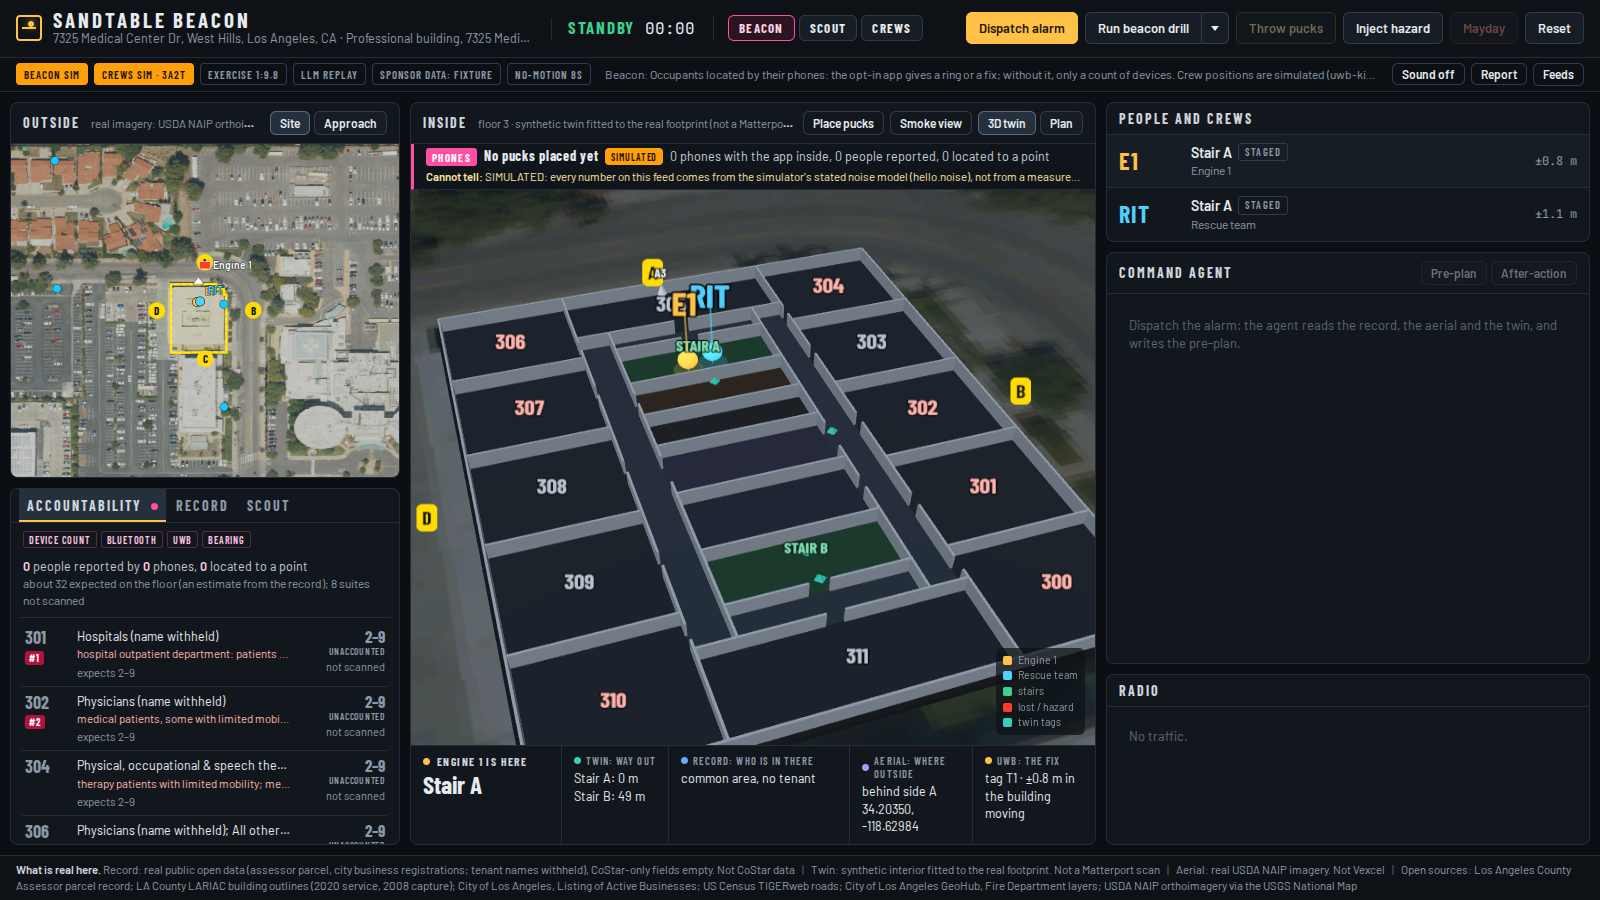 SANDTABLE BEACON
7325 Medical Center Dr, West Hills, Los Angeles, CA · Professional building, 7325 Medi...
STANDBY 00:00
BEACON SCOUT CREWS
Dispatch alarm Run beacon drill Throw pucks Inject hazard Mayday Reset
BEACON SIM CREWS SIM · 3A2T EXERCISE 1:9.8 LLM REPLAY SPONSOR DATA: FIXTURE NO-MOTION 8S
Beacon: Occupants located by their phones: the opt-in app gives a ring or a fix; without it, only a count of devices. Crew positions are simulated (uwb-ki...
Sound off Report Feeds
OUTSIDE real imagery: USDA NAIP orthoi... Site Approach
Engine 1
D
B
C
ACCOUNTABILITY RECORD SCOUT
DEVICE COUNT BLUETOOTH UWB BEARING
0 people reported by 0 phones, 0 located to a point
about 32 expected on the floor (an estimate from the record); 8 suites
not scanned
301 Hospitals (name withheld) 2-9
#1 hospital outpatient department: patients ... UNACCOUNTED
expects 2-9 not scanned
302 Physicians (name withheld) 2-9
#2 medical patients, some with limited mobi... UNACCOUNTED
expects 2-9 not scanned
304 Physical, occupational & speech the... 2-9
therapy patients with limited mobility; me... UNACCOUNTED
expects 2-9 not scanned
306 Physicians (name withheld); All other... 2-9
INSIDE floor 3 · synthetic twin fitted to the real footprint (not a Matterpo... Place pucks Smoke view 3D twin Plan
PHONES No pucks placed yet SIMULATED 0 phones with the app inside, 0 people reported, 0 located to a point
Cannot tell: SIMULATED: every number on this feed comes from the simulator's stated noise model (hello.noise), not from a measure...
A3
E1
RIT
304
306
STAIR A
303
307
302
B
308
301
D
STAIR B
309
300
311
310
Engine 1
Rescue team
stairs
lost / hazard
twin tags
ENGINE 1 IS HERE
Stair A
TWIN: WAY OUT
Stair A: 0 m
Stair B: 49 m
RECORD: WHO IS IN THERE
common area, no tenant
AERIAL: WHERE
OUTSIDE
behind side A
34.20350,
-118.62984
UWB: THE FIX
tag T1 · ±0.8 m in
the building
moving
PEOPLE AND CREWS
E1 Stair A STAGED ±0.8 m
Engine 1
RIT Stair A STAGED ±1.1 m
Rescue team
COMMAND AGENT Pre-plan After-action
Dispatch the alarm: the agent reads the record, the aerial and the twin, and
writes the pre-plan.
RADIO
No traffic.
What is real here. Record: real public open data (assessor parcel, city business registrations; tenant names withheld), CoStar-only fields empty. Not CoStar data | Twin: synthetic interior fitted to the real footprint. Not a Matterport scan | Aerial: real USDA NAIP imagery. Not Vexcel | Open sources: Los Angeles County
Assessor parcel record; LA County LARIAC building outlines (2020 service, 2008 capture); City of Los Angeles, Listing of Active Businesses; US Census TIGERweb roads; City of Los Angeles GeoHub, Fire Department layers; USDA NAIP orthoimagery via the USGS National Map